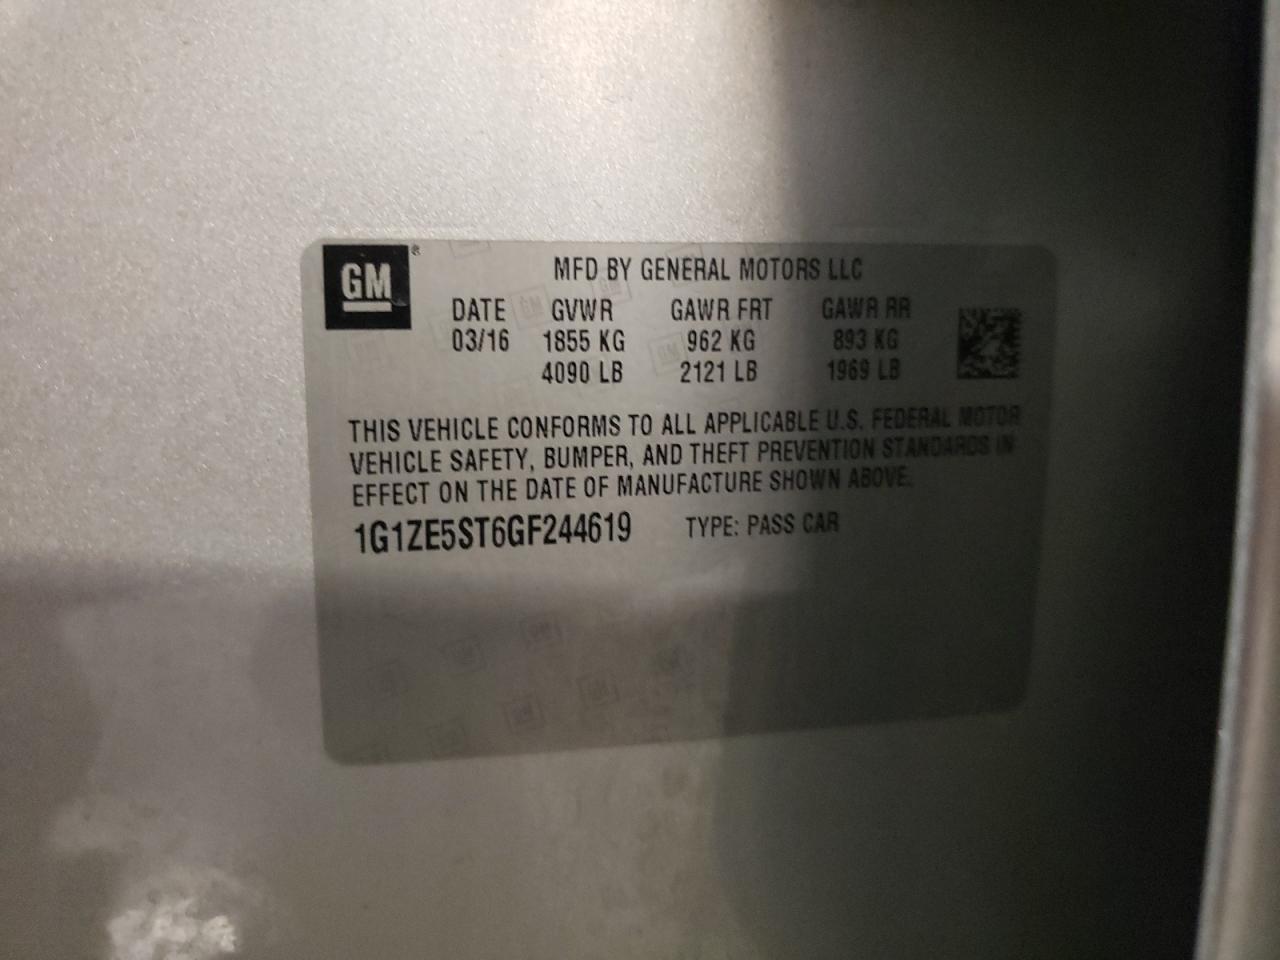 GM®
MFD BY GENERAL MOTORS LLC
DATE GVWR GAWR FRT GAWR RR
03/16 1855 KG 962 KG 893 KG
4090 LB 2121 LB 1969 LB
THIS VEHICLE CONFORMS TO ALL APPLICABLE U.S. FEDERAL MOTOR
VEHICLE SAFETY, BUMPER, AND THEFT PREVENTION STANDARDS IN
EFFECT ON THE DATE OF MANUFACTURE SHOWN ABOVE.
1G1ZE5ST6GF244619 TYPE: PASS CAR